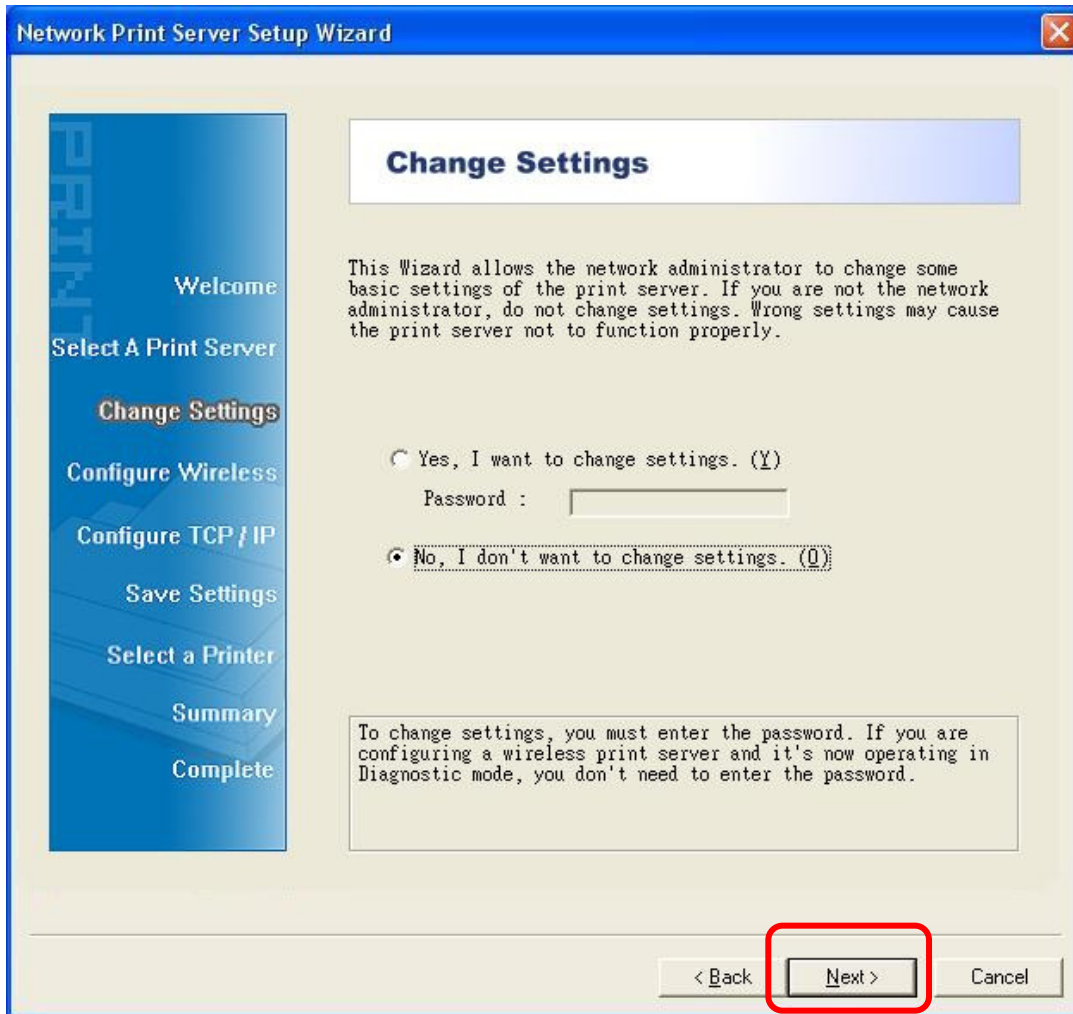 Network Print Server Setup Wizard
PRINT
Welcome
Select A Print Server
Change Settings
Configure Wireless
Configure TCP / IP
Save Settings
Select a Printer
Summary
Complete
Change Settings
This Wizard allows the network administrator to change some
basic settings of the print server. If you are not the network
administrator, do not change settings. Wrong settings may cause
the print server not to function properly.
Yes, I want to change settings. (Y)
Password :
No, I don't want to change settings. (O)
To change settings, you must enter the password. If you are
configuring a wireless print server and it's now operating in
Diagnostic mode, you don't need to enter the password.
< Back Next > Cancel